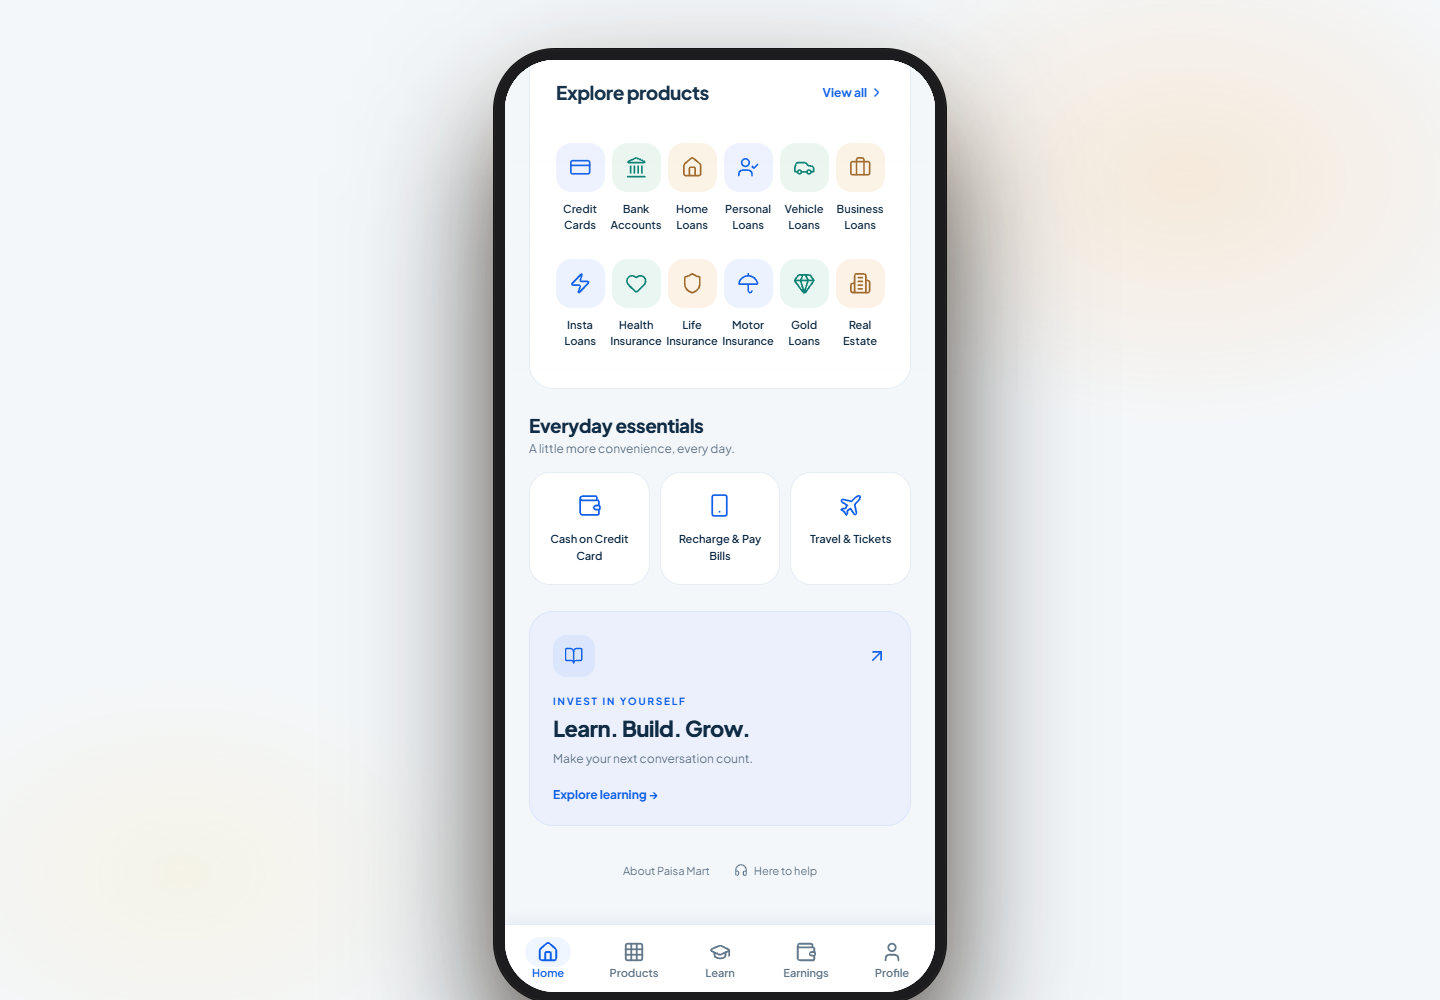 Explore products
View all
Credit Cards
Bank Accounts
Home Loans
Personal Loans
Vehicle Loans
Business Loans
Insta Loans
Health Insurance
Life Insurance
Motor Insurance
Gold Loans
Real Estate
Everyday essentials
A little more convenience, every day.
Cash on Credit Card
Recharge & Pay Bills
Travel & Tickets
INVEST IN YOURSELF
Learn. Build. Grow.
Make your next conversation count.
Explore learning →
About Paisa Mart
Here to help
Home
Products
Learn
Earnings
Profile